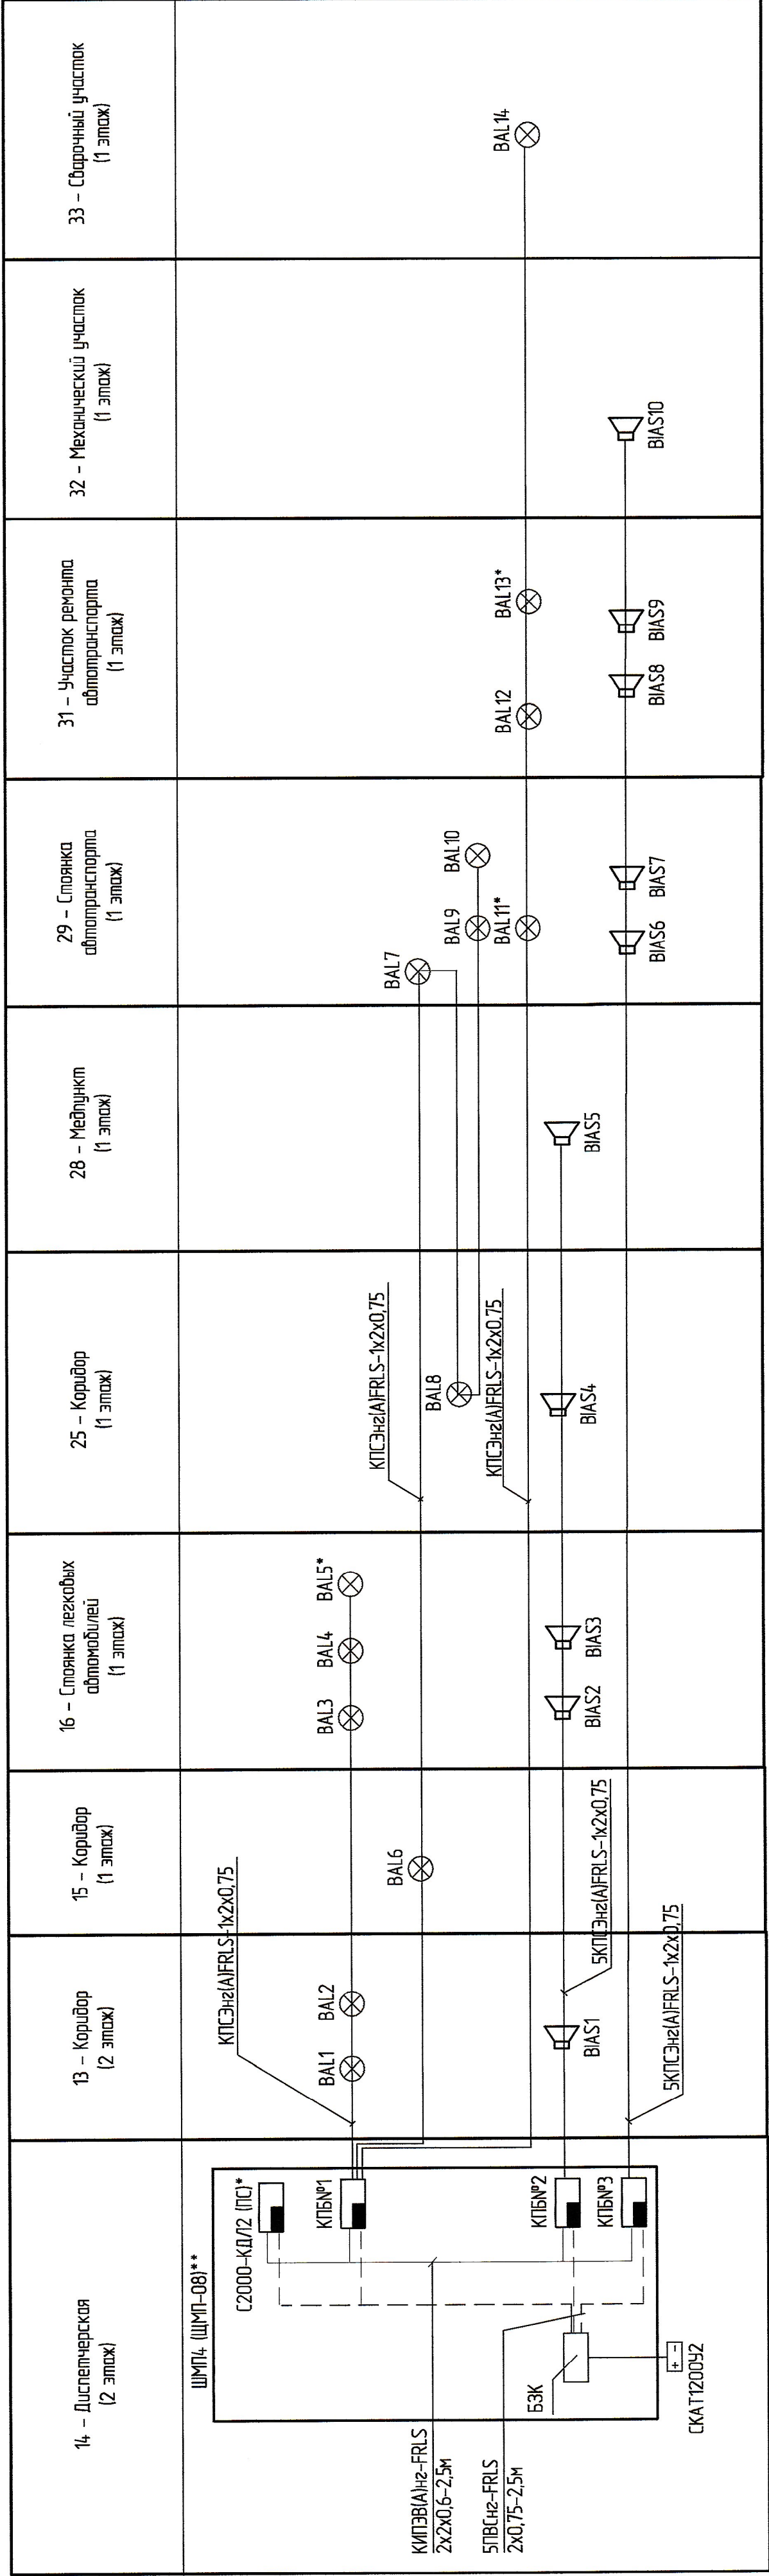 14 – Диспетчерская
(2 этаж)
13 – Коридор
(2 этаж)
15 – Коридор
(1 этаж)
16 – Стоянка легковых
автомобилей
(1 этаж)
25 – Коридор
(1 этаж)
28 – Медпункт
(1 этаж)
29 – Стоянка
автотранспорта
(1 этаж)
31 – Участок ремонта
автотранспорта
(1 этаж)
32 – Механический участок
(1 этаж)
33 – Сварочный участок
(1 этаж)
ШМП4 (ЩМП-08)**
С2000-КДЛ2 (ПС)*
КПБ№1
КПБ№2
КПБ№3
БЗК
СКАТ1200У2
КИПЭВ(А)нг-FRLS
2х2х0,6-2,5м
5ПВСнг-FRLS
2х0,75-2,5м
КПСЭнг(А)FRLS-1х2х0,75
BAL1
BAL2
BAL3
BAL4
BAL5*
BAL6
КПСЭнг(А)FRLS-1х2х0,75
BAL7
BAL8
BAL9
BAL10
КПСЭнг(А)FRLS-1х2х0,75
BAL11*
BAL12
BAL13*
BAL14
BIAS1
5КПСЭнг(А)FRLS-1х2х0,75
BIAS2
BIAS3
BIAS4
BIAS5
5КПСЭнг(А)FRLS-1х2х0,75
BIAS6
BIAS7
BIAS8
BIAS9
BIAS10